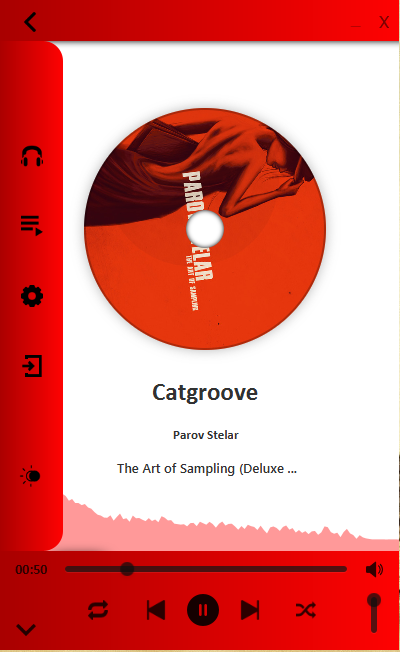 X
PAROV STELAR
THE ART OF SAMPLING
Catgroove
Parov Stelar
The Art of Sampling (Deluxe ...
00:50